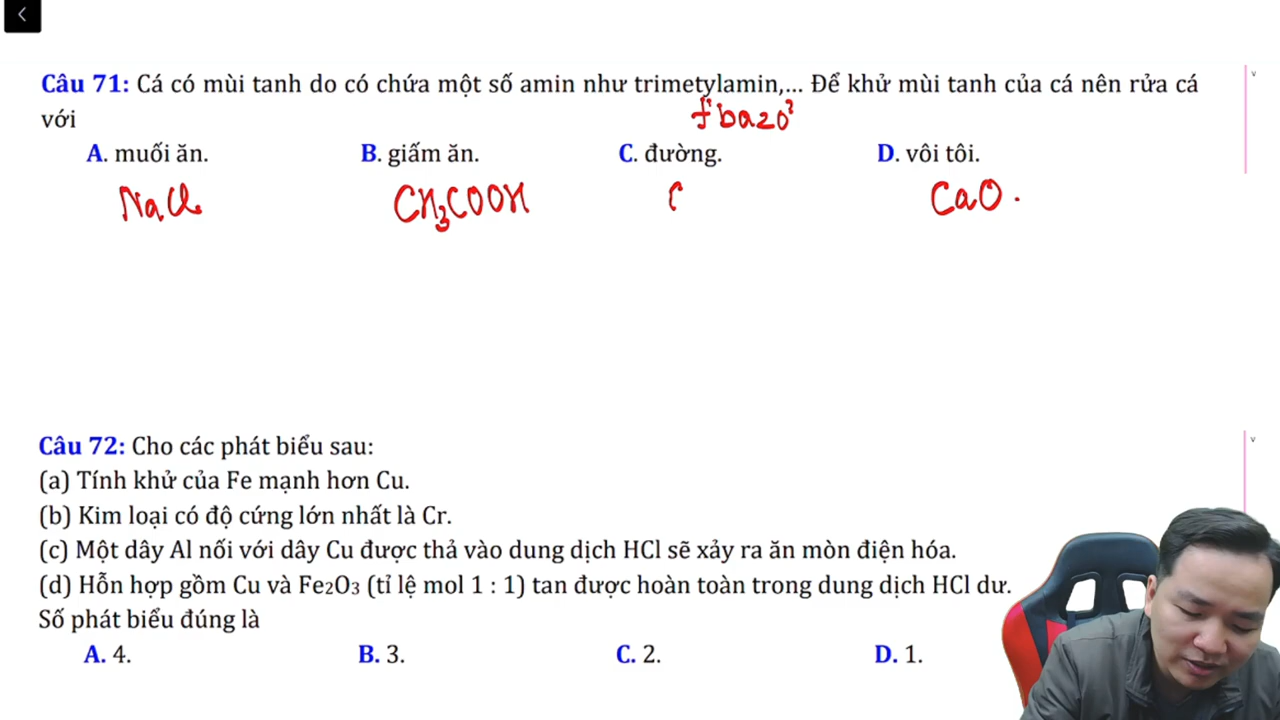 Câu 71: Cá có mùi tanh do có chứa một số amin như trimetylamin,... Để khử mùi tanh của cá nên rửa cá
với
A. muối ăn.
B. giấm ăn.
C. đường.
D. vôi tôi.
NaCl
CH3COOH
CaO.
Câu 72: Cho các phát biểu sau:
(a) Tính khử của Fe mạnh hơn Cu.
(b) Kim loại có độ cứng lớn nhất là Cr.
(c) Một dây Al nối với dây Cu được thả vào dung dịch HCl sẽ xảy ra ăn mòn điện hóa.
(d) Hỗn hợp gồm Cu và Fe2O3 (tỉ lệ mol 1 : 1) tan được hoàn toàn trong dung dịch HCl dư.
Số phát biểu đúng là
A. 4.
B. 3.
C. 2.
D. 1.